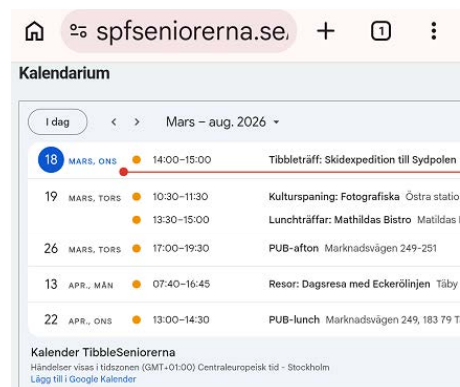 spfseniorerna.se/
1
Kalendarium
I dag
Mars – aug. 2026
18 MARS, ONS 14:00–15:00 Tibbleträff: Skidexpedition till Sydpolen
19 MARS, TORS 10:30–11:30 Kulturspaning: Fotografiska Östra statio
13:30–15:00 Lunchträffar: Mathildas Bistro Matildas
26 MARS, TORS 17:00–19:30 PUB-afton Marknadsvägen 249-251
13 APR., MÅN 07:40–16:45 Resor: Dagsresa med Eckerölinjen Täby
22 APR., ONS 13:00–14:30 PUB-lunch Marknadsvägen 249, 183 79 T
Kalender TibbleSeniorerna
Händelser visas i tidszonen (GMT+01:00) Centraleuropeisk tid - Stockholm
Lägg till i Google Kalender